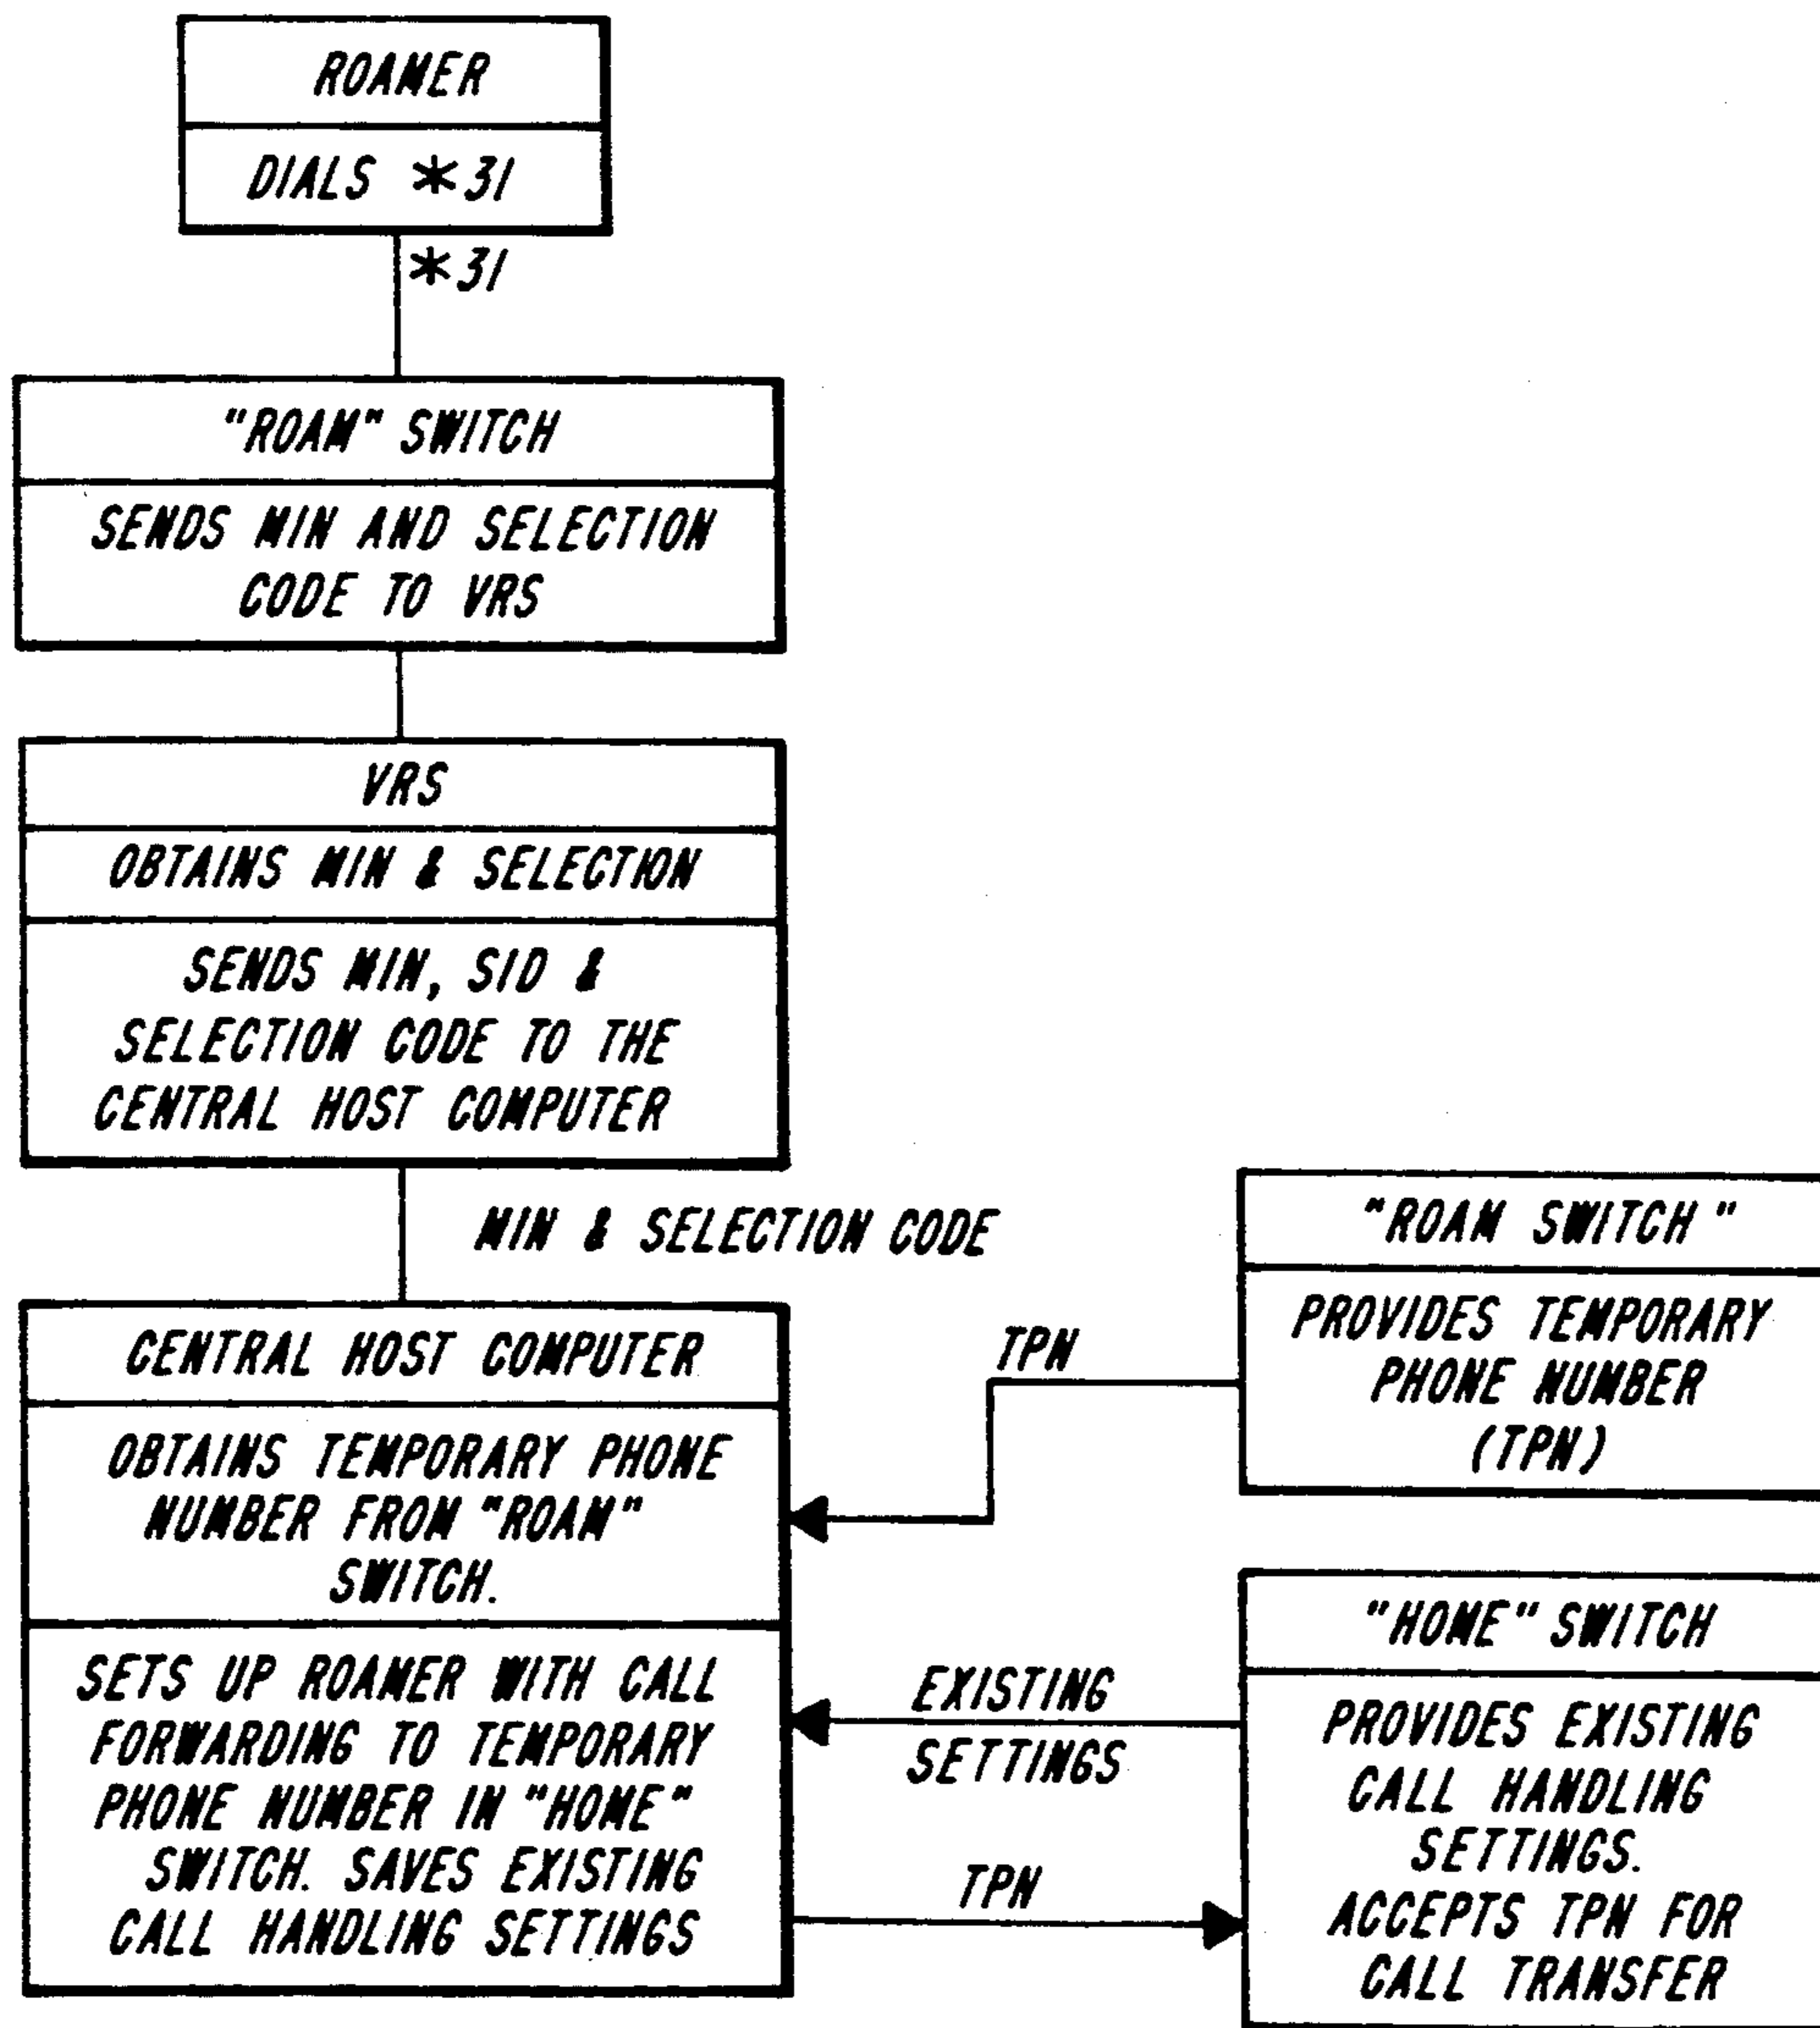 ROAMER
DIALS *31
*31
"ROAM" SWITCH
SENDS MIN AND SELECTION
CODE TO VRS
VRS
OBTAINS MIN & SELECTION
SENDS MIN, SID &
SELECTION CODE TO THE
CENTRAL HOST COMPUTER
MIN & SELECTION CODE
CENTRAL HOST COMPUTER
OBTAINS TEMPORARY PHONE
NUMBER FROM "ROAM"
SWITCH.
SETS UP ROAMER WITH CALL
FORWARDING TO TEMPORARY
PHONE NUMBER IN "HOME"
SWITCH. SAVES EXISTING
CALL HANDLING SETTINGS
TPN
"ROAM SWITCH"
PROVIDES TEMPORARY
PHONE NUMBER
(TPN)
EXISTING
SETTINGS
TPN
"HOME" SWITCH
PROVIDES EXISTING
CALL HANDLING
SETTINGS.
ACCEPTS TPN FOR
CALL TRANSFER